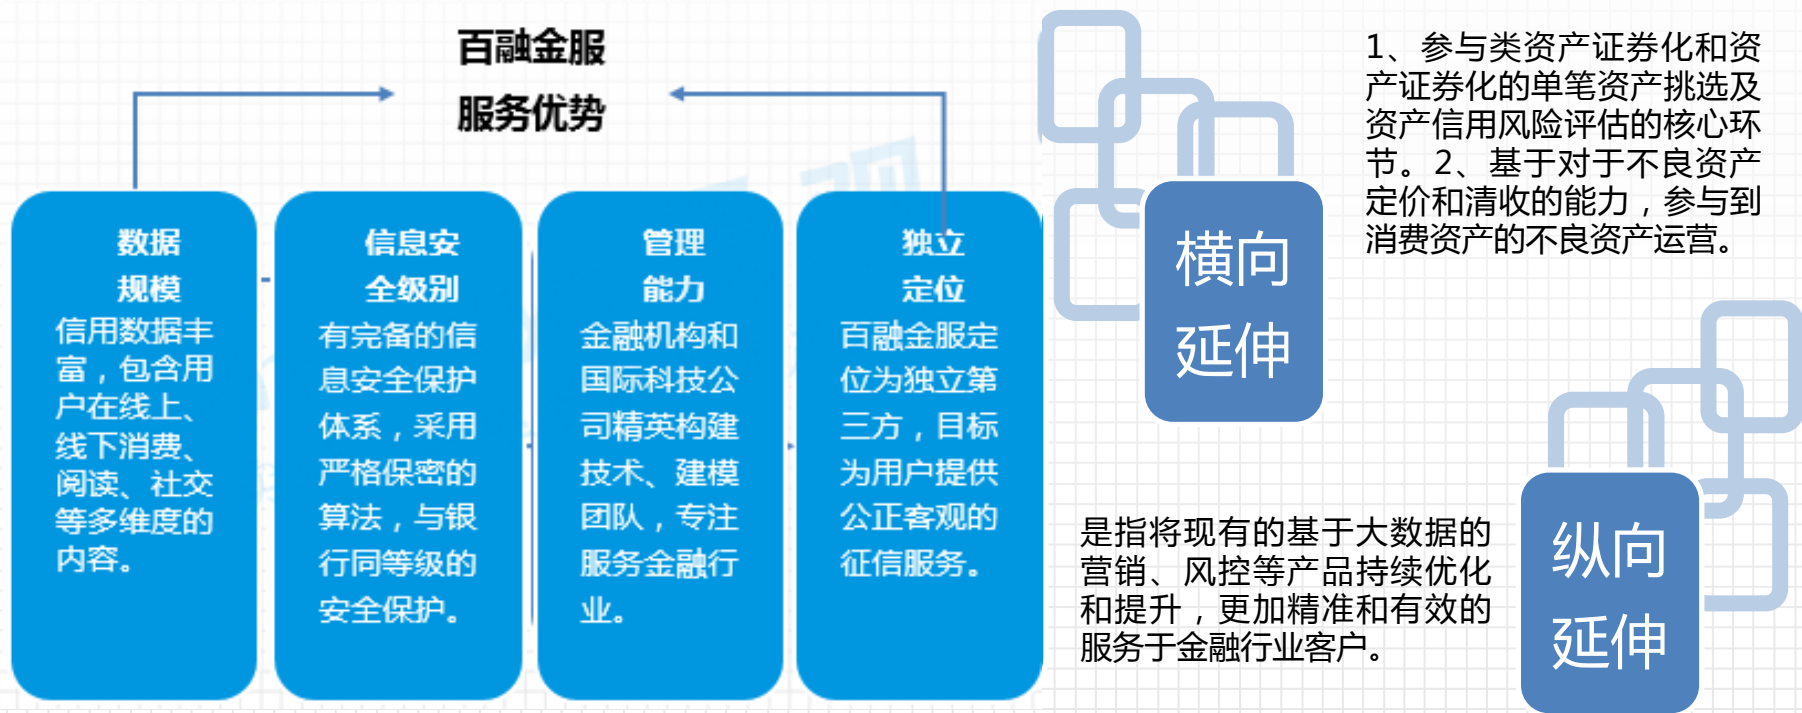 百融金服
服务优势
数据
规模
信用数据丰
富，包含用
户在线上、
线下消费、
阅读、社交
等多维度的
内容。
信息安
全级别
有完备的信
息安全保护
体系，采用
严格保密的
算法，与银
行同等级的
安全保护。
管理
能力
金融机构和
国际科技公
司精英构建
技术、建模
团队，专注
服务金融行
业。
独立
定位
百融金服定
位为独立第
三方，目标
为用户提供
公正客观的
征信服务。
1、参与类资产证券化和资
产证券化的单笔资产挑选及
资产信用风险评估的核心环
节。2、基于对于不良资产
定价和清收的能力，参与到
消费资产的不良资产运营。
横向
延伸
是指将现有的基于大数据的
营销、风控等产品持续优化
和提升，更加精准和有效的
服务于金融行业客户。
纵向
延伸